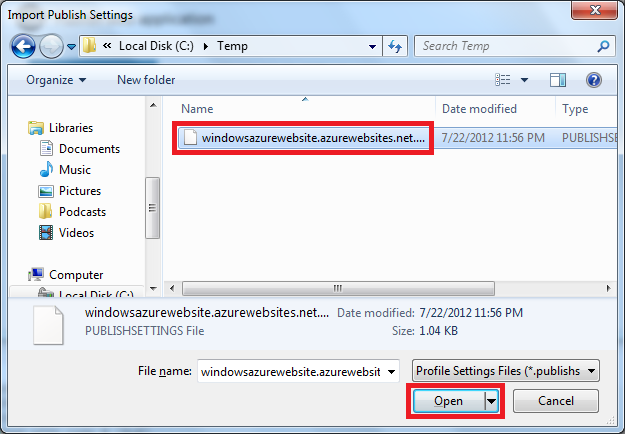 Import Publish Settings
application
« Local Disk (C:) Temp
Search Temp
Organize New folder
Name Date modified Type
windowsazurewebsite.azurewebsites.net.... 7/22/2012 11:56 PM PUBLISHSE
Libraries
Documents
Music
Pictures
Podcasts
Videos
Computer
Local Disk (C:)
windowsazurewebsite.azurewebsites.net.... Date modified: 7/22/2012 11:56 PM
PUBLISHSETTINGS File Size: 1.04 KB
File name: windowsazurewebsite.azurewebsit Profile Settings Files (*.publishs
Open Cancel